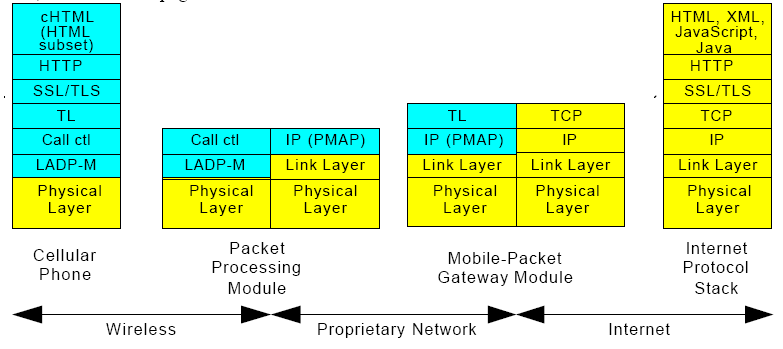 cHTML
(HTML
subset)
HTTP
SSL/TLS
TL
Call ctl
LADP-M
Physical
Layer
Cellular
Phone
Call ctl
IP (PMAP)
LADP-M
Link Layer
Physical
Layer
Physical
Layer
Packet
Processing
Module
TL
TCP
IP (PMAP)
IP
Link Layer
Link Layer
Physical
Layer
Physical
Layer
Mobile-Packet
Gateway Module
HTML, XML,
JavaScript,
Java
HTTP
SSL/TLS
TCP
IP
Link Layer
Physical
Layer
Internet
Protocol
Stack
Wireless
Proprietary Network
Internet